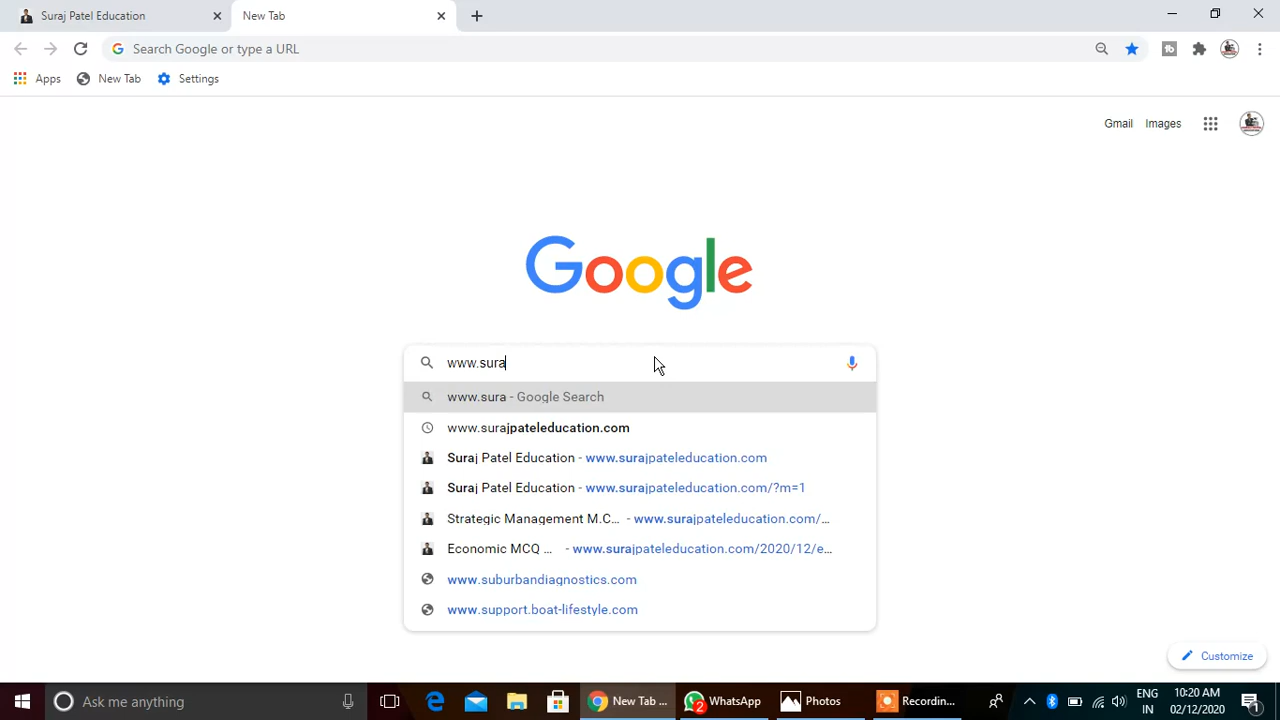 Suraj Patel Education
New Tab
Search Google or type a URL
Apps
New Tab
Settings
Gmail
Images
Google
www.sura
www.sura - Google Search
www.surajpateleducation.com
Suraj Patel Education - www.surajpateleducation.com
Suraj Patel Education - www.surajpateleducation.com/?m=1
Strategic Management M.C... - www.surajpateleducation.com/...
Economic MCQ ... - www.surajpateleducation.com/2020/12/e...
www.suburbandiagnostics.com
www.support.boat-lifestyle.com
Customize
Ask me anything
New Tab ...
2
WhatsApp
Photos
Recordin...
ENG
IN
10:20 AM
02/12/2020
1